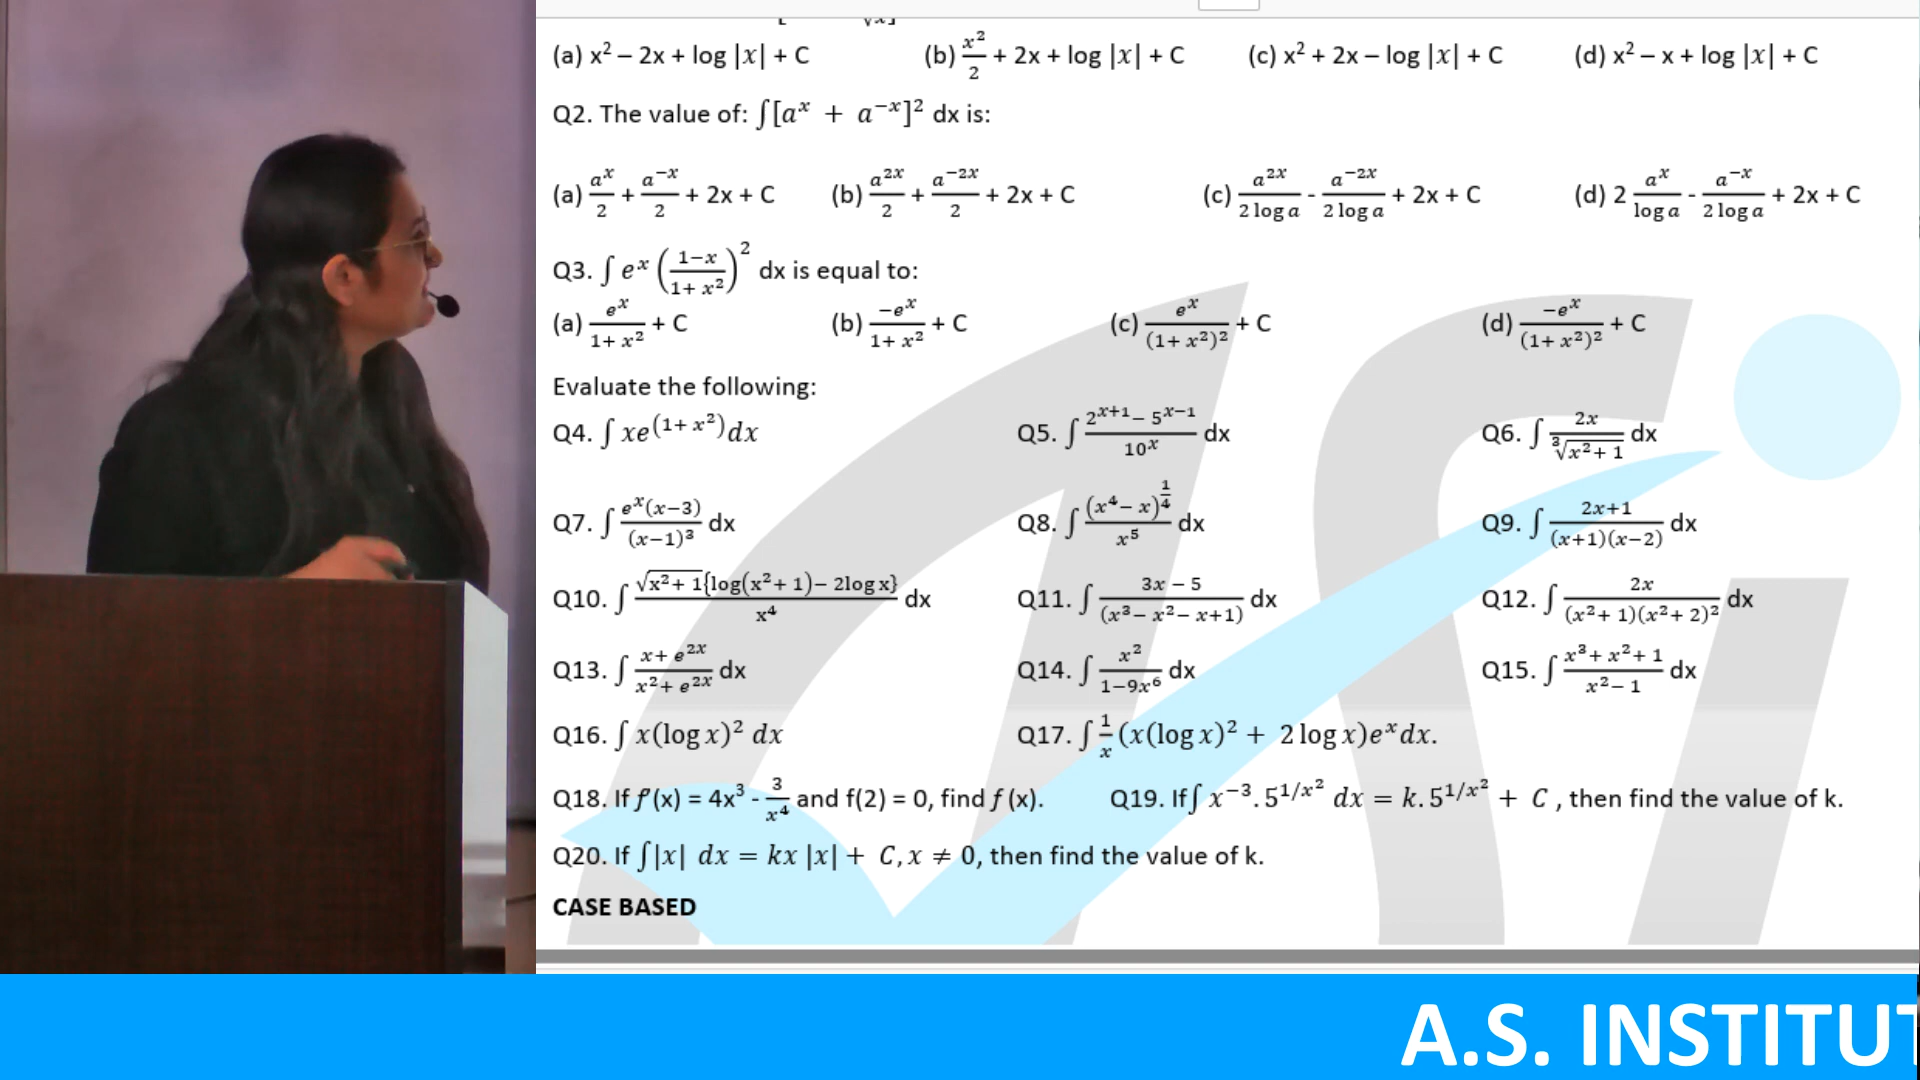 (a) x² – 2x + log |x| + C (b) x²/2 + 2x + log |x| + C (c) x² + 2x – log |x| + C (d) x² – x + log |x| + C
Q2. The value of: ∫[aˣ + a⁻ˣ]² dx is:
(a) aˣ/2 + a⁻ˣ/2 + 2x + C (b) a²ˣ/2 + a⁻²ˣ/2 + 2x + C (c) a²ˣ/(2 log a) - a⁻²ˣ/(2 log a) + 2x + C (d) 2 aˣ/(log a) - a⁻ˣ/(2 log a) + 2x + C
Q3. ∫ eˣ ((1−x)/(1+ x²))² dx is equal to:
(a) eˣ/(1+ x²) + C (b) −eˣ/(1+ x²) + C (c) eˣ/(1+ x²)² + C (d) −eˣ/(1+ x²)² + C
Evaluate the following:
Q4. ∫ xe^(1+ x²) dx Q5. ∫ (2^(x+1) − 5^(x−1))/10ˣ dx Q6. ∫ 2x/∛(x²+ 1) dx
Q7. ∫ eˣ(x−3)/(x−1)³ dx Q8. ∫ (x⁴− x)^(1/4)/x⁵ dx Q9. ∫ (2x+1)/((x+1)(x−2)) dx
Q10. ∫ √(x²+ 1){log(x²+ 1)− 2log x}/x⁴ dx Q11. ∫ (3x − 5)/(x³− x²− x+1) dx Q12. ∫ 2x/((x²+ 1)(x²+ 2)²) dx
Q13. ∫ (x+ e²ˣ)/(x²+ e²ˣ) dx Q14. ∫ x²/(1−9x⁶) dx Q15. ∫ (x³+ x²+ 1)/(x²− 1) dx
Q16. ∫ x(log x)² dx Q17. ∫ 1/x (x(log x)² + 2 log x)eˣdx.
Q18. If f'(x) = 4x³ - 3/x⁴ and f(2) = 0, find f (x). Q19. If∫ x⁻³. 5^(1/x²) dx = k. 5^(1/x²) + C , then find the value of k.
Q20. If ∫|x| dx = kx |x| + C, x ≠ 0, then find the value of k.
CASE BASED
A.S. INSTITUT